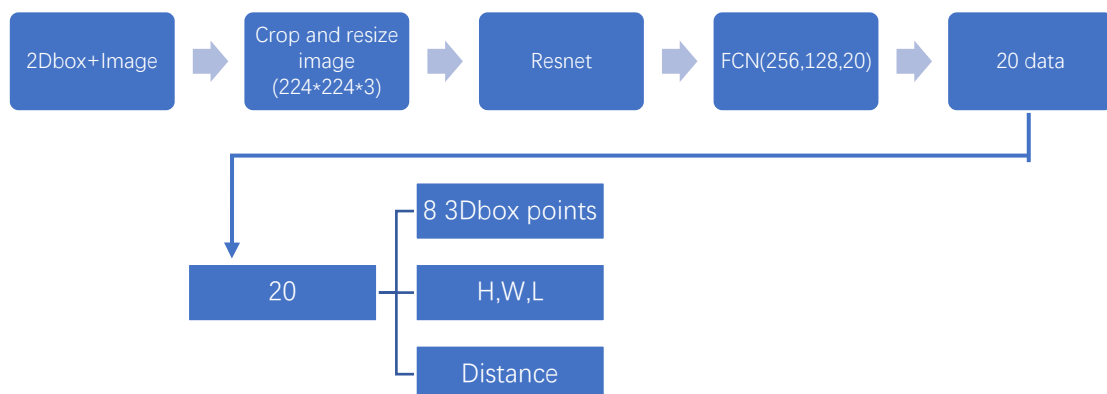 2Dbox+Image
Crop and resize
image
(224*224*3)
Resnet
FCN(256,128,20)
20 data
8 3Dbox points
20
H,W,L
Distance